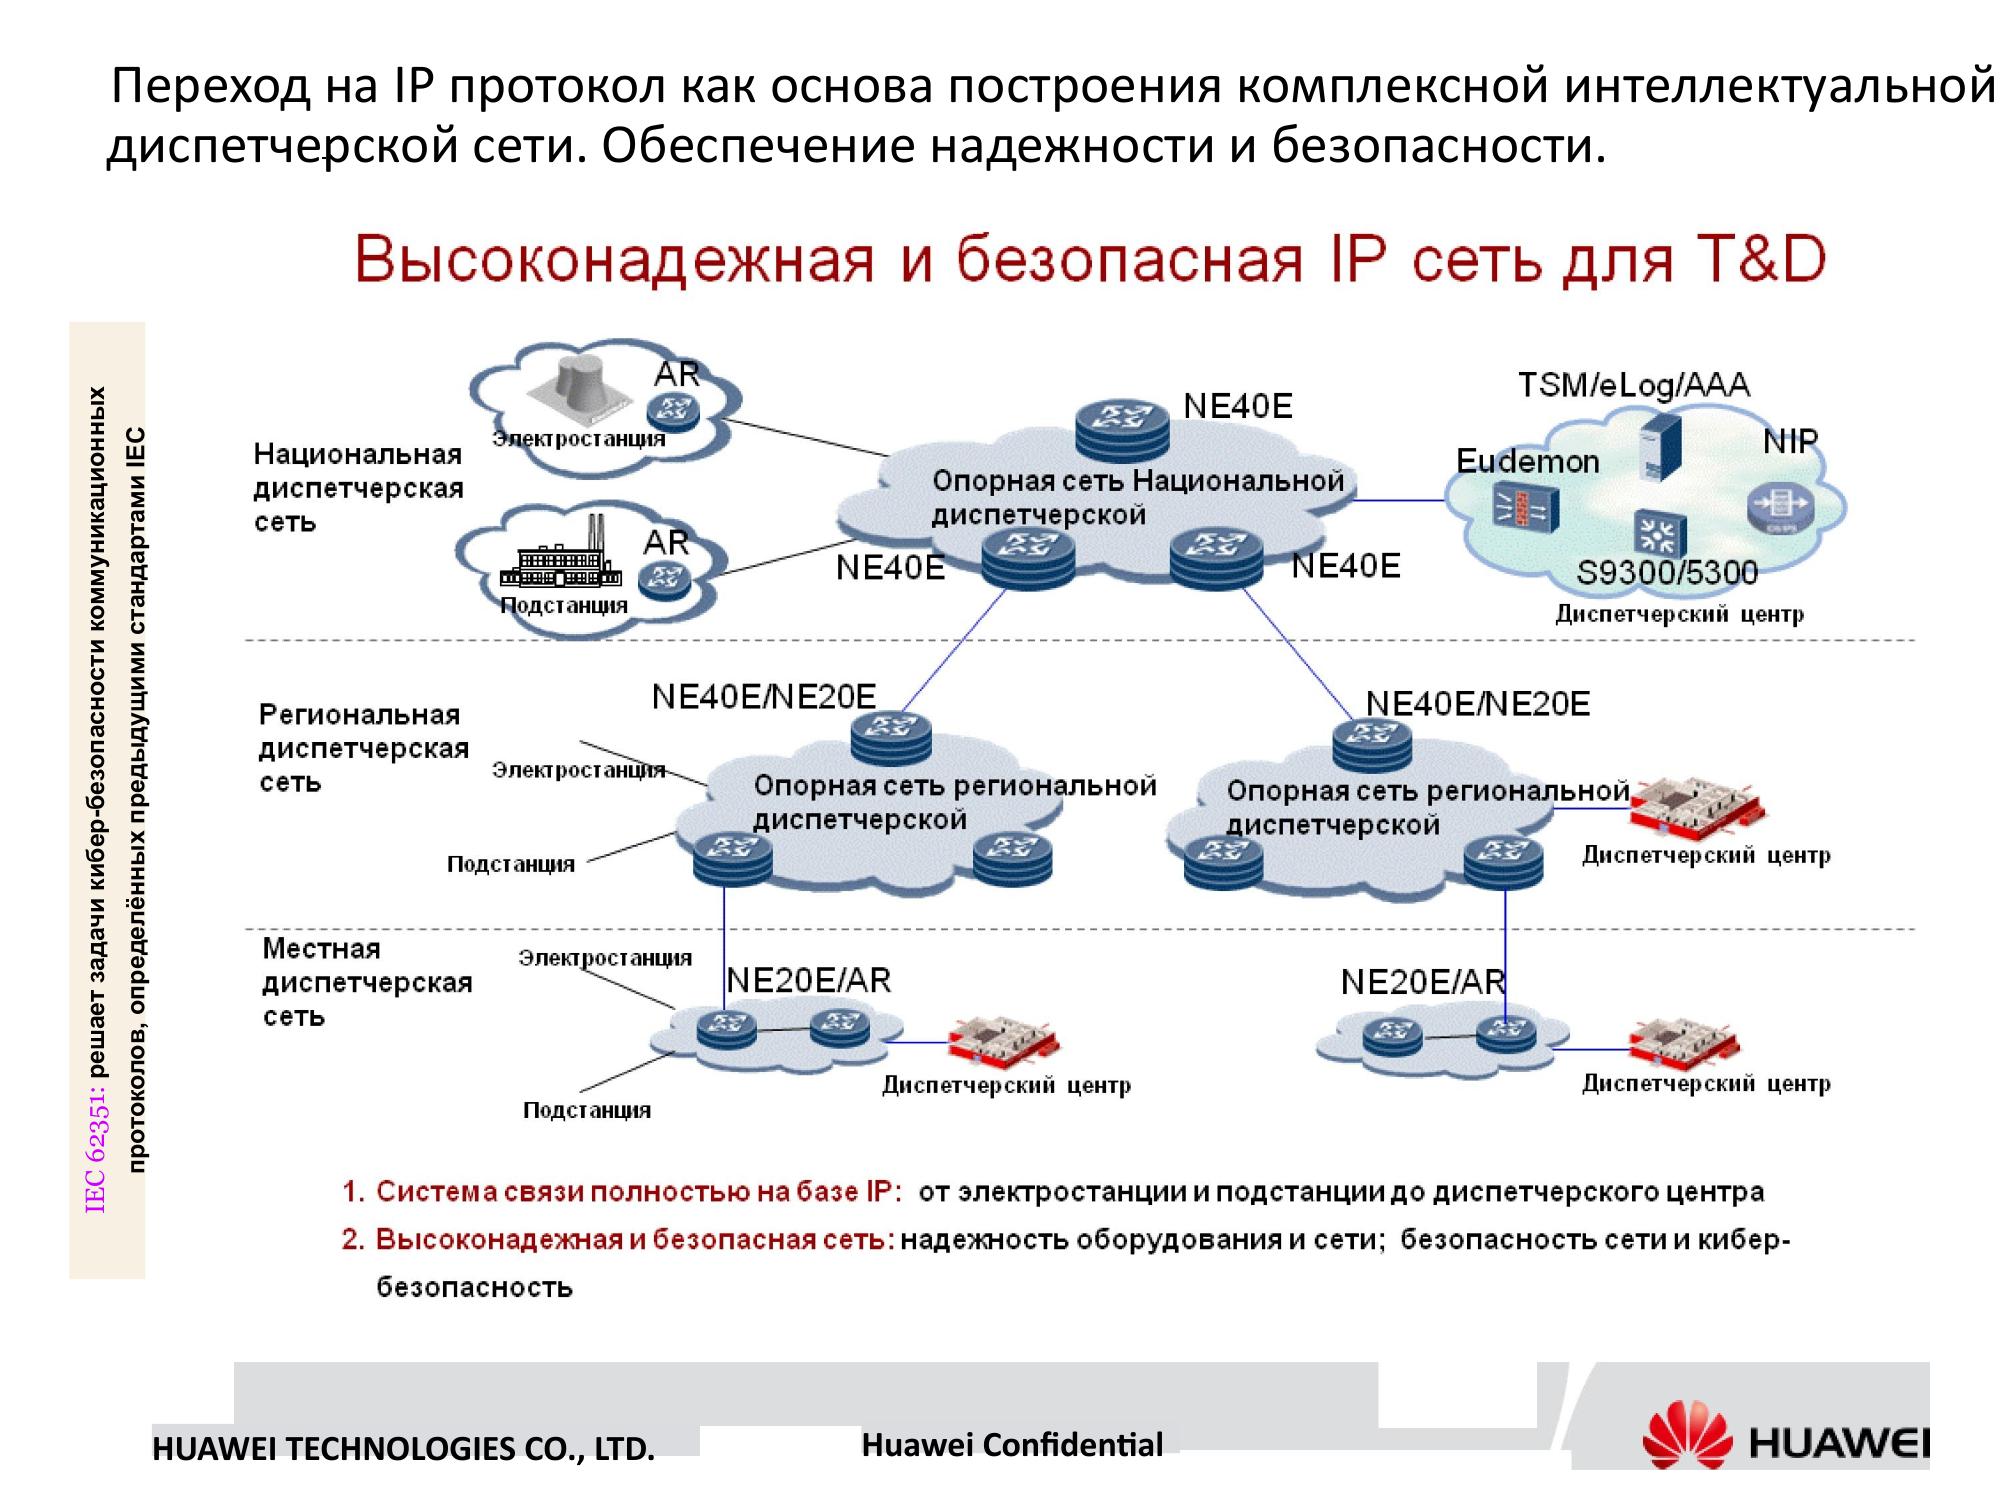 Переход на IP протокол как основа построения комплексной интеллектуальной
диспетчерской сети. Обеспечение надежности и безопасности.
Высоконадежная и безопасная IP сеть для T&D
IEC 62351: решает задачи кибер-безопасности коммуникационных
протоколов, определённых предыдущими стандартами IEC
Национальная
диспетчерская
сеть
AR
Электростанция
AR
Подстанция
NE40E
Опорная сеть Национальной
диспетчерской
NE40E
NE40E
TSM/eLog/AAA
NIP
Eudemon
IDS/IPS
S9300/5300
Диспетчерский центр
Региональная
диспетчерская
сеть
NE40E/NE20E
Электростанция
Подстанция
Опорная сеть региональной
диспетчерской
NE40E/NE20E
Опорная сеть региональной
диспетчерской
Диспетчерский центр
Местная
диспетчерская
сеть
Электростанция
NE20E/AR
Подстанция
Диспетчерский центр
NE20E/AR
Диспетчерский центр
1. Система связи полностью на базе IP: от электростанции и подстанции до диспетчерского центра
2. Высоконадежная и безопасная сеть: надежность оборудования и сети; безопасность сети и кибер-
безопасность
HUAWEI TECHNOLOGIES CO., LTD.
Huawei Confidential
HUAWEI